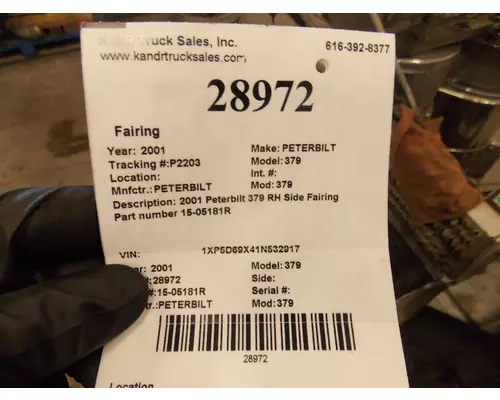 K & R Truck Sales, Inc. 616-392-8377
www.kandrtrucksales.com
28972
Fairing
Year: 2001 Make: PETERBILT
Tracking #:P2203 Model: 379
Location: Int. #:
Mnfctr.: PETERBILT Mod: 379
Description: 2001 Peterbilt 379 RH Side Fairing
Part number 15-05181R
VIN: 1XP5D69X41N532917
ar: 2001 Model: 379
#:28972 Side:
#:15-05181R Serial #:
tr.:PETERBILT Mod: 379
28972
Location